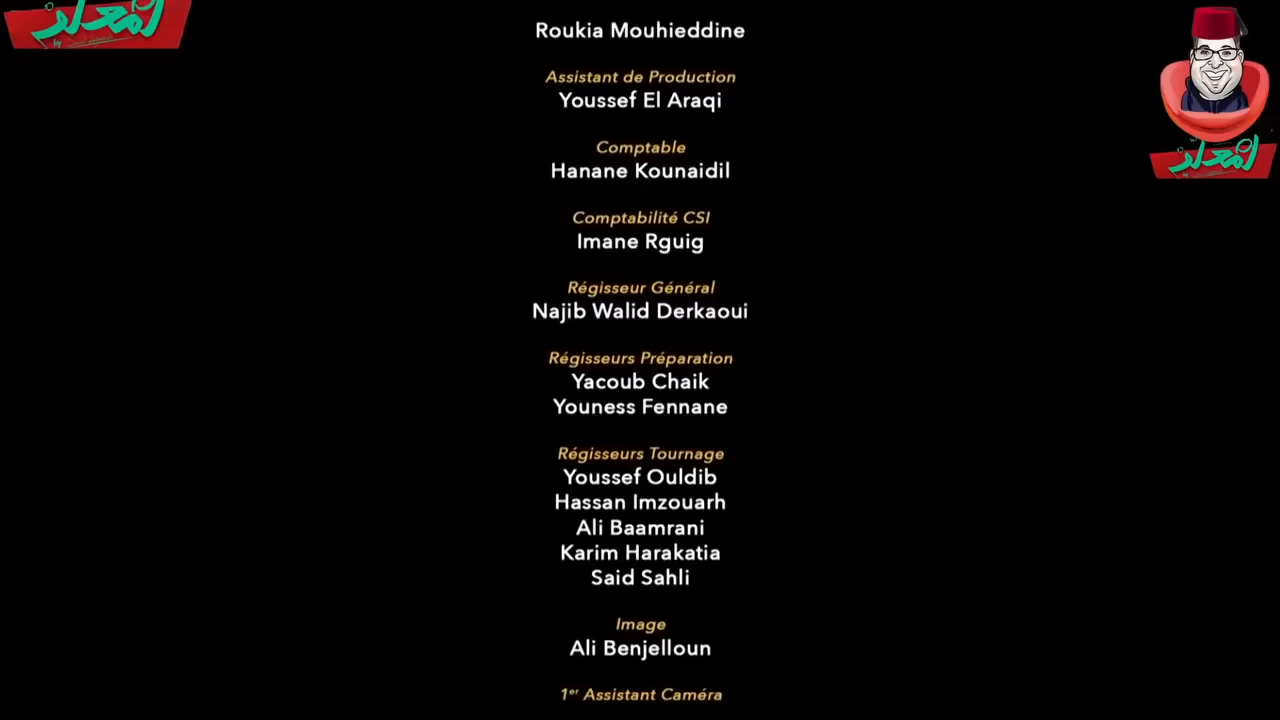 لمعلم
Roukia Mouhieddine
Assistant de Production
Youssef El Araqi
Comptable
Hanane Kounaidil
Comptabilité CSI
Imane Rguig
Régisseur Général
Najib Walid Derkaoui
Régisseurs Préparation
Yacoub Chaik
Youness Fennane
Régisseurs Tournage
Youssef Ouldib
Hassan Imzouarh
Ali Baamrani
Karim Harakatia
Said Sahli
Image
Ali Benjelloun
1er Assistant Caméra
لمعلم